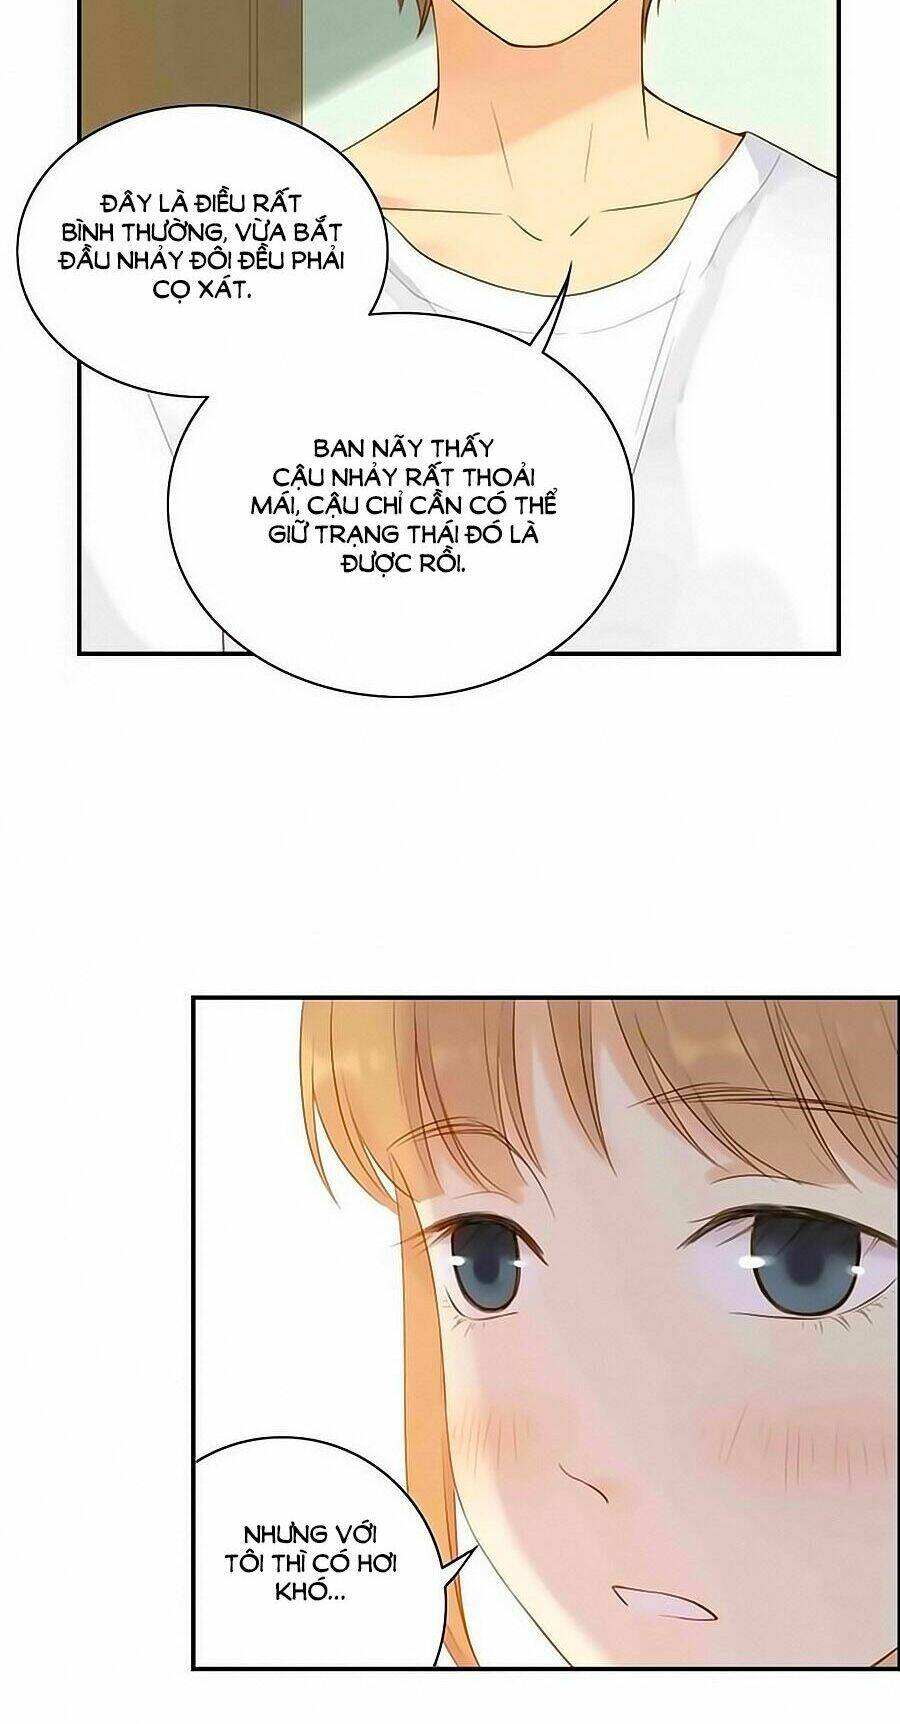 ĐÂY LÀ ĐIỀU RẤT
BÌNH THƯỜNG, VỪA BẮT
ĐẦU NHẢY ĐÔI ĐỀU PHẢI
CỌ XÁT.
BAN NÃY THẤY
CẬU NHẢY RẤT THOẢI
MÁI, CẬU CHỈ CẦN CÓ THỂ
GIỮ TRẠNG THÁI ĐÓ LÀ
ĐƯỢC RỒI.
NHƯNG VỚI
TÔI THÌ CÓ HƠI
KHÓ...